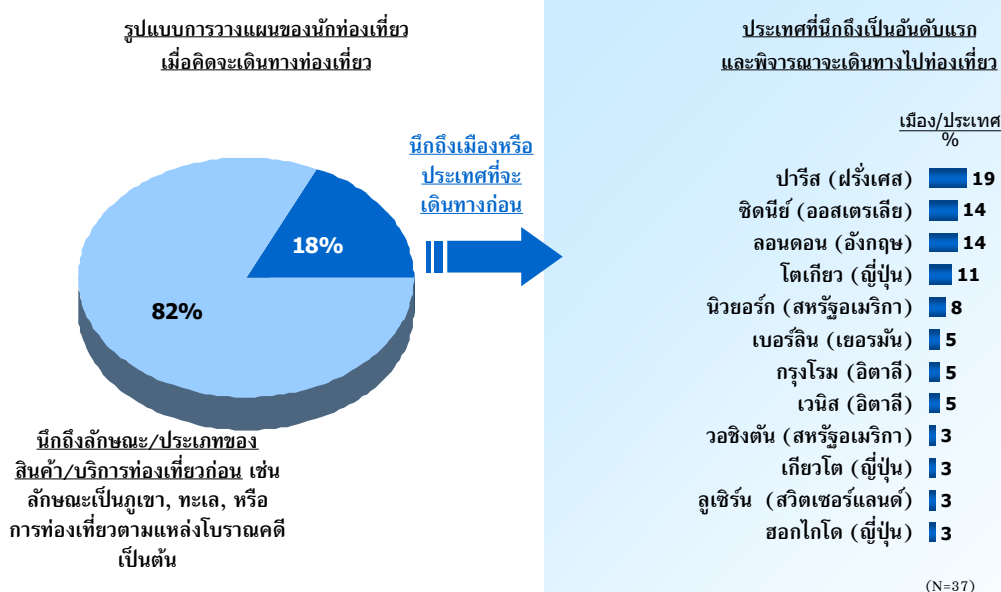 รูปแบบการวางแผนของนักท่องเที่ยว
เมื่อคิดจะเดินทางท่องเที่ยว
18%
82%
นึกถึงเมืองหรือ
ประเทศที่จะ
เดินทางก่อน
นึกถึงลักษณะ/ประเภทของ
สินค้า/บริการท่องเที่ยวก่อน เช่น
ลักษณะเป็นภูเขา, ทะเล, หรือ
การท่องเที่ยวตามแหล่งโบราณคดี
เป็นต้น
ประเทศที่นึกถึงเป็นอันดับแรก
และพิจารณาจะเดินทางไปท่องเที่ยว
เมือง/ประเทศ
%
ปารีส (ฝรั่งเศส) 19
ซิดนีย์ (ออสเตรเลีย) 14
ลอนดอน (อังกฤษ) 14
โตเกียว (ญี่ปุ่น) 11
นิวยอร์ก (สหรัฐอเมริกา) 8
เบอร์ลิน (เยอรมัน) 5
กรุงโรม (อิตาลี) 5
เวนิส (อิตาลี) 5
วอชิงตัน (สหรัฐอเมริกา) 3
เกียวโต (ญี่ปุ่น) 3
ลูเซิร์น (สวิตเซอร์แลนด์) 3
ฮอกไกโด (ญี่ปุ่น) 3
(N=37)